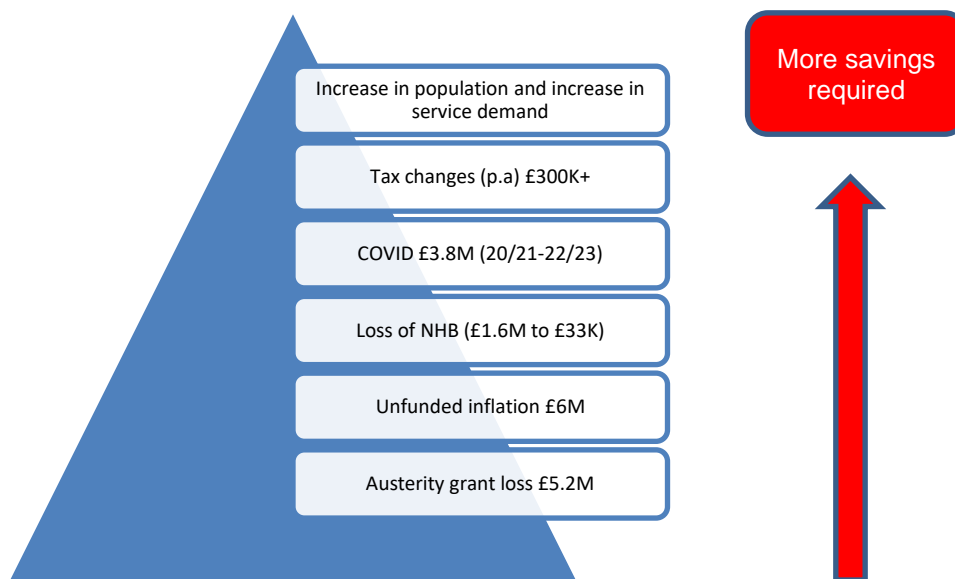 More savings
required
Increase in population and increase in
service demand
Tax changes (p.a) £300K+
COVID £3.8M (20/21-22/23)
Loss of NHB (£1.6M to £33K)
Unfunded inflation £6M
Austerity grant loss £5.2M